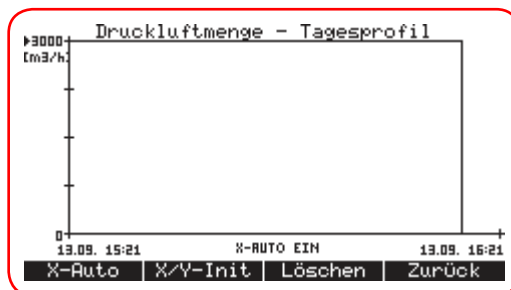 Druckluftmenge - Tagesprofil
▶3000
[m3/h]
0
13.09. 15:21 X-AUTO EIN 13.09. 16:21
X-Auto X/Y-Init Löschen Zurück